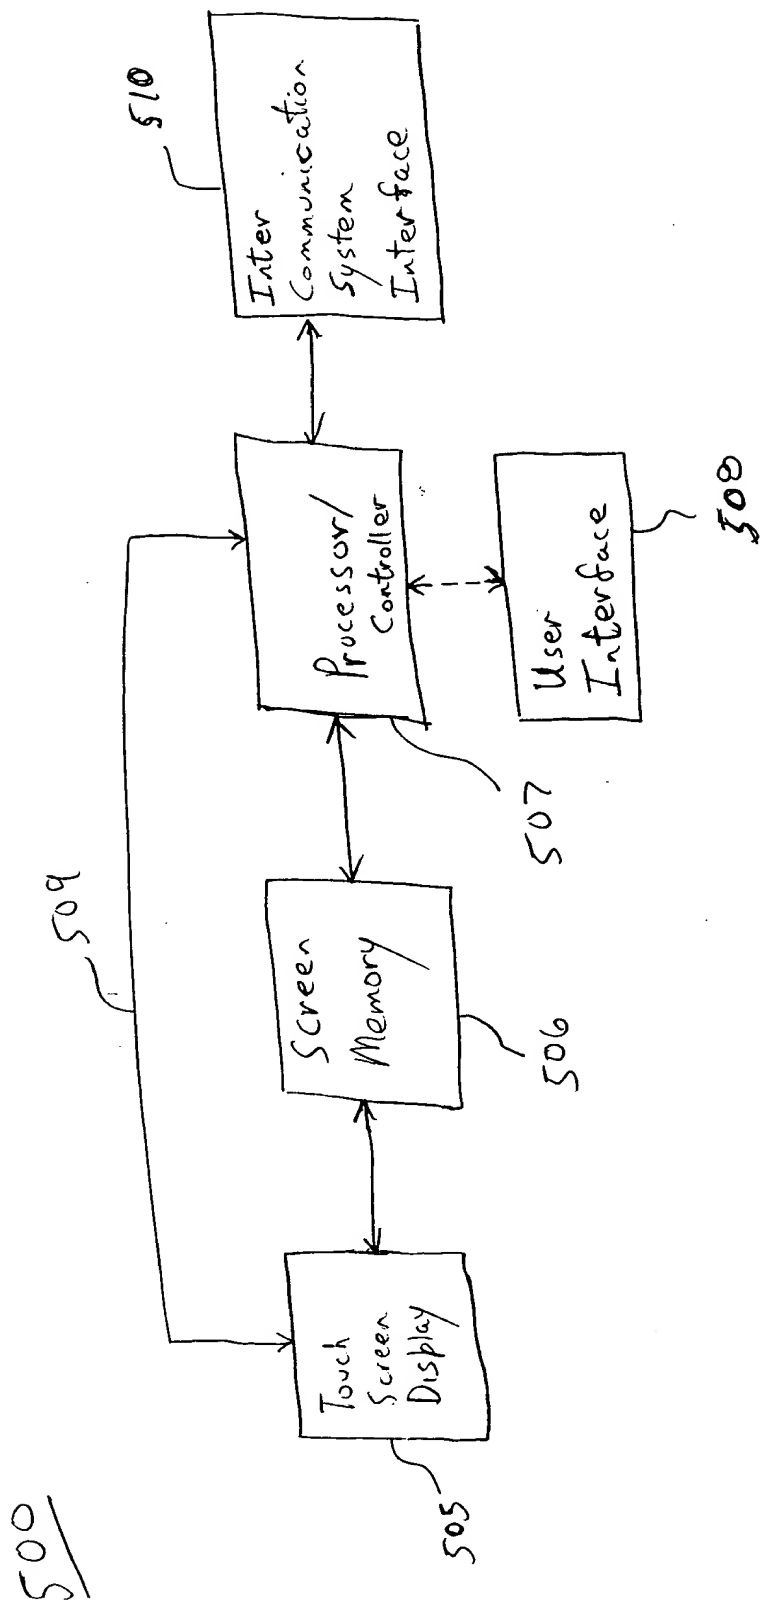 500
509
510
Touch
Screen
Display
505
Screen
Memory
506
Processor/
Controller
507
Inter
Communication
System
Interface
User
Interface
508